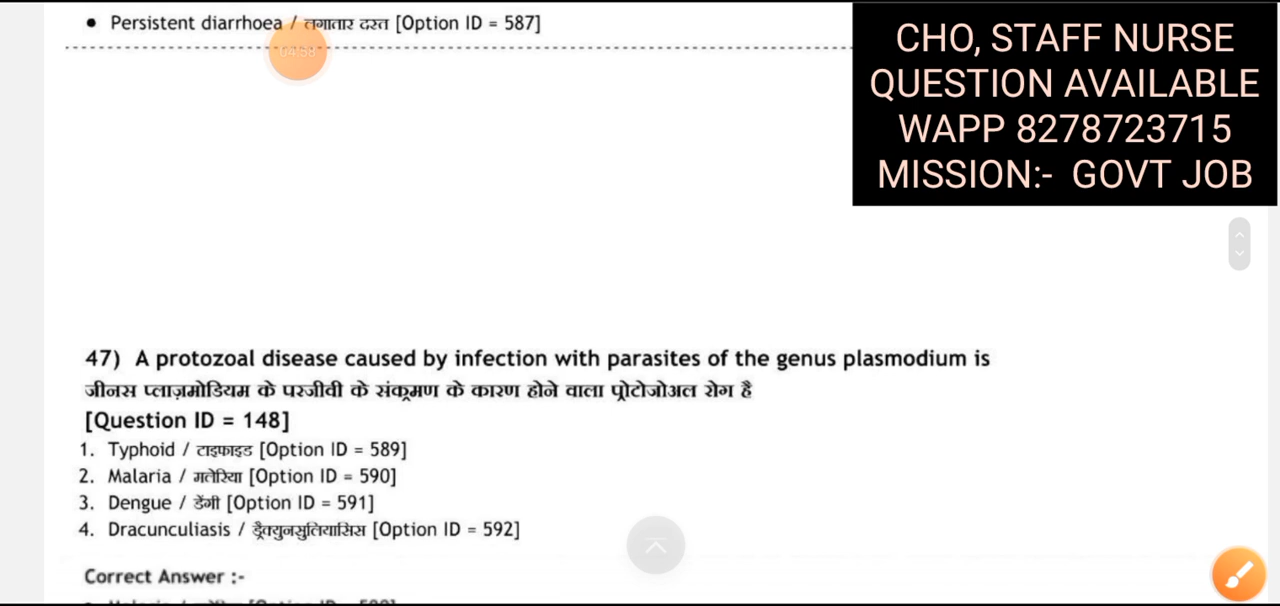 • Persistent diarrhoea / लगातार दस्त [Option ID = 587]
04:58
CHO, STAFF NURSE
QUESTION AVAILABLE
WAPP 8278723715
MISSION:- GOVT JOB
47) A protozoal disease caused by infection with parasites of the genus plasmodium is
जीनस प्लाज़मोडियम के परजीवी के संक्रमण के कारण होने वाला प्रोटोजोअल रोग है
[Question ID = 148]
1. Typhoid / टाइफाइड [Option ID = 589]
2. Malaria / मलेरिया [Option ID = 590]
3. Dengue / डेंगी [Option ID = 591]
4. Dracunculiasis / ड्रैक्युनसुलियासिस [Option ID = 592]
Correct Answer :-